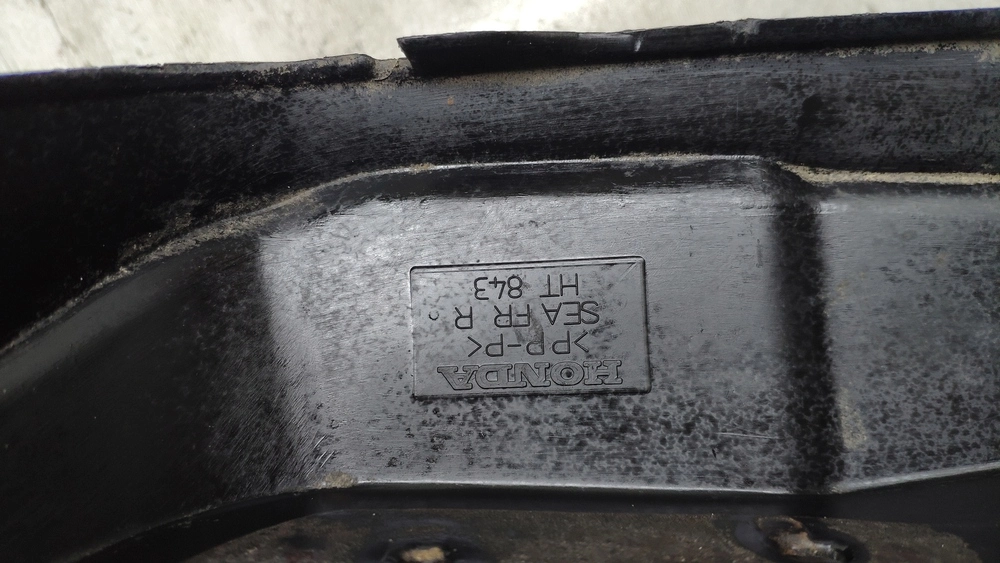 HONDA
>PP-P<
SEA FR R
HT 843